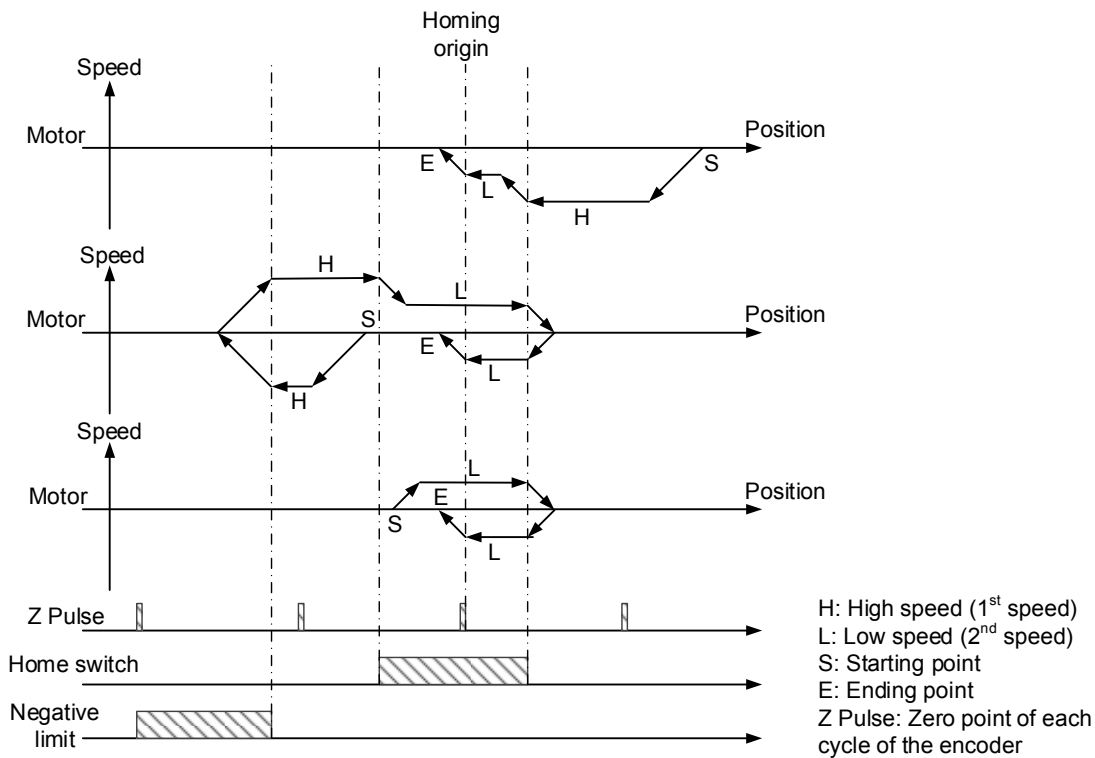 Homing
origin
Speed
Motor
Position
E
L
H
S
Speed
H
L
Motor
S
Position
E
L
H
Speed
L
Motor
E
Position
S
L
Z Pulse
Home switch
Negative
limit
H: High speed (1st speed)
L: Low speed (2nd speed)
S: Starting point
E: Ending point
Z Pulse: Zero point of each
cycle of the encoder